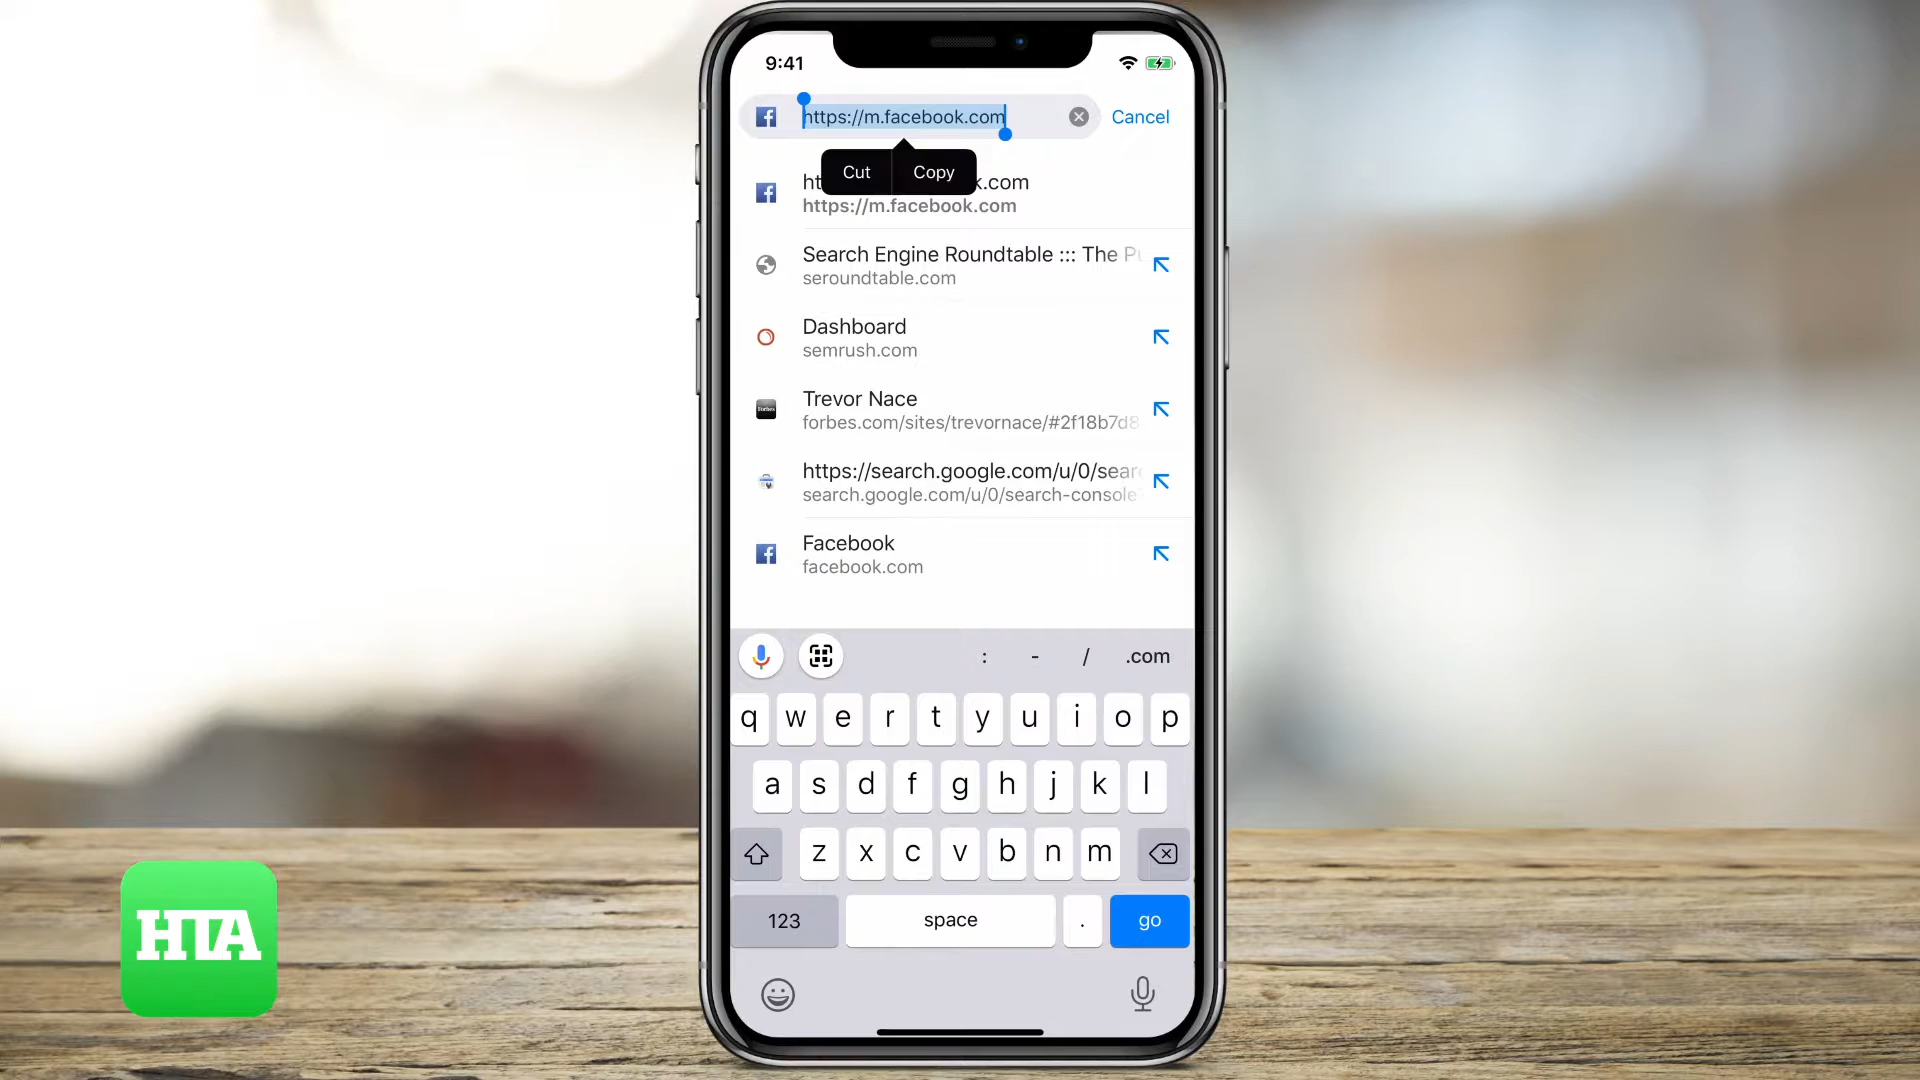 9:41
https://m.facebook.com
Cancel
Cut
Copy
.com
https://m.facebook.com
Search Engine Roundtable ::: The
seroundtable.com
Dashboard
semrush.com
Trevor Nace
Forbes
forbes.com/sites/trevornace/#2f18b7d8
https://search.google.com/u/0/sear
search.google.com/u/0/search-console
Facebook
facebook.com
: - / .com
q w e r t y u i o p
a s d f g h j k l
z x c v b n m
123
space
.
go
HTA